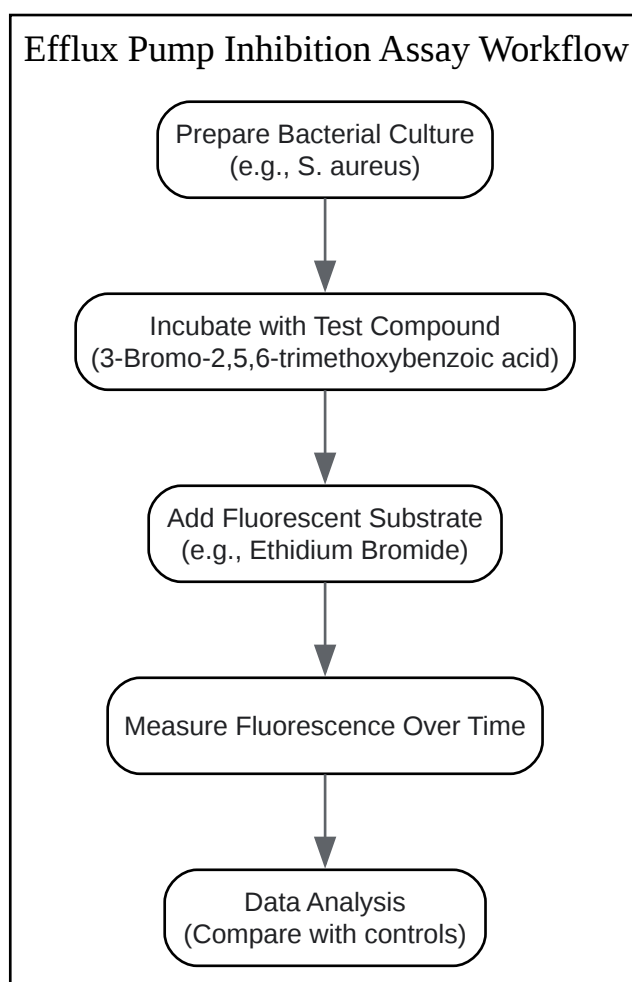 Efflux Pump Inhibition Assay Workflow
Prepare Bacterial Culture
(e.g., S. aureus)
Incubate with Test Compound
(3-Bromo-2,5,6-trimethoxybenzoic acid)
Add Fluorescent Substrate
(e.g., Ethidium Bromide)
Measure Fluorescence Over Time
Data Analysis
(Compare with controls)